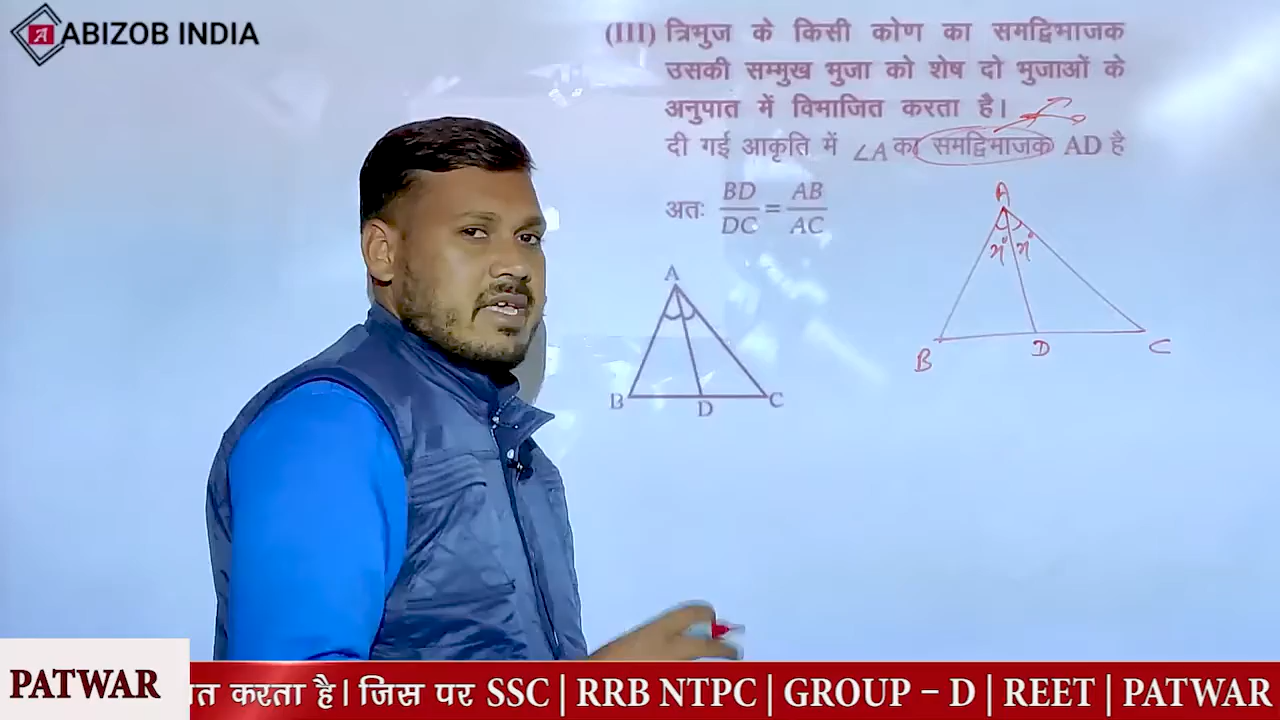 ABIZOB INDIA
(III) त्रिभुज के किसी कोण का समद्विभाजक
उसकी सम्मुख भुजा को शेष दो भुजाओं के
अनुपात में विभाजित करता है।
दी गई आकृति में ∠A का समद्विभाजक AD है
अतः BD/DC = AB/AC
A
B D C
A
x° x°
B D C
PATWAR
त करता है। जिस पर SSC | RRB NTPC | GROUP – D | REET | PATWAR